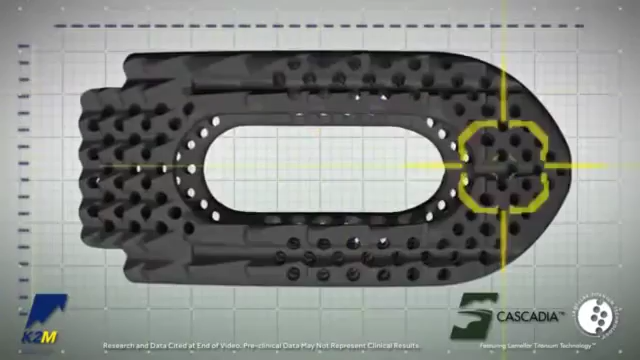 K2M
CASCADIA™
Research and Data Cited at End of Video. Pre-clinical Data May Not Represent Clinical Results.
Featuring Lamellar Titanium Technology™